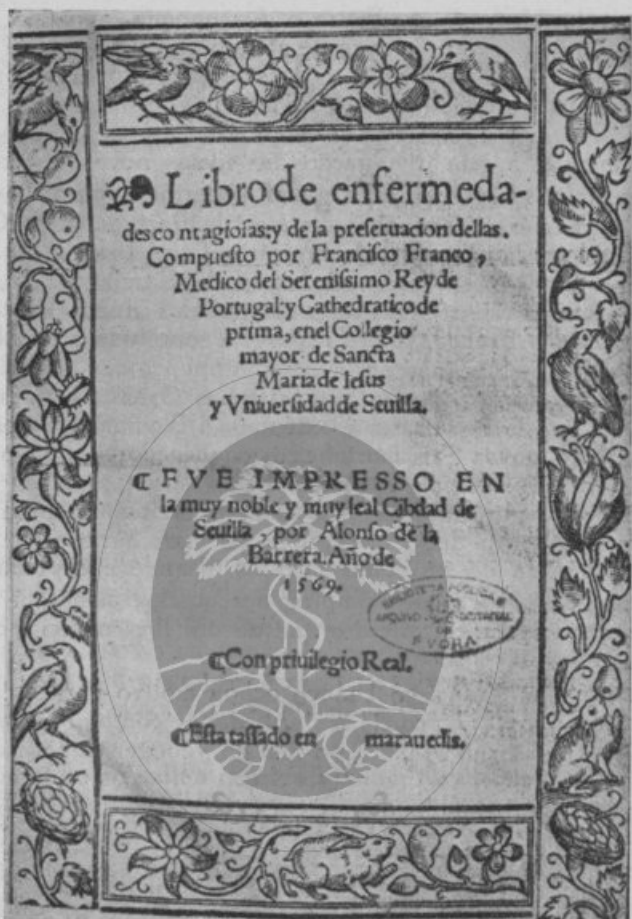 Libro de enfermeda-
des contagiosas:y de la preseruacion dellas.
Compuesto por Francisco Franco,
Medico del Serenissimo Rey de
Portugal:y Cathedratico de
prima, enel Collegio
mayor de Sancta
Maria de Iesus
y Vniuersidad de Seuilla.
¶ FVE IMPRESSO EN
la muy noble y muy leal Cibdad de
Seuilla, por Alonso de la
Barrera. Año de
1569.
EVORA
¶Con priuilegio Real.
¶Esta tassado en marauedis.